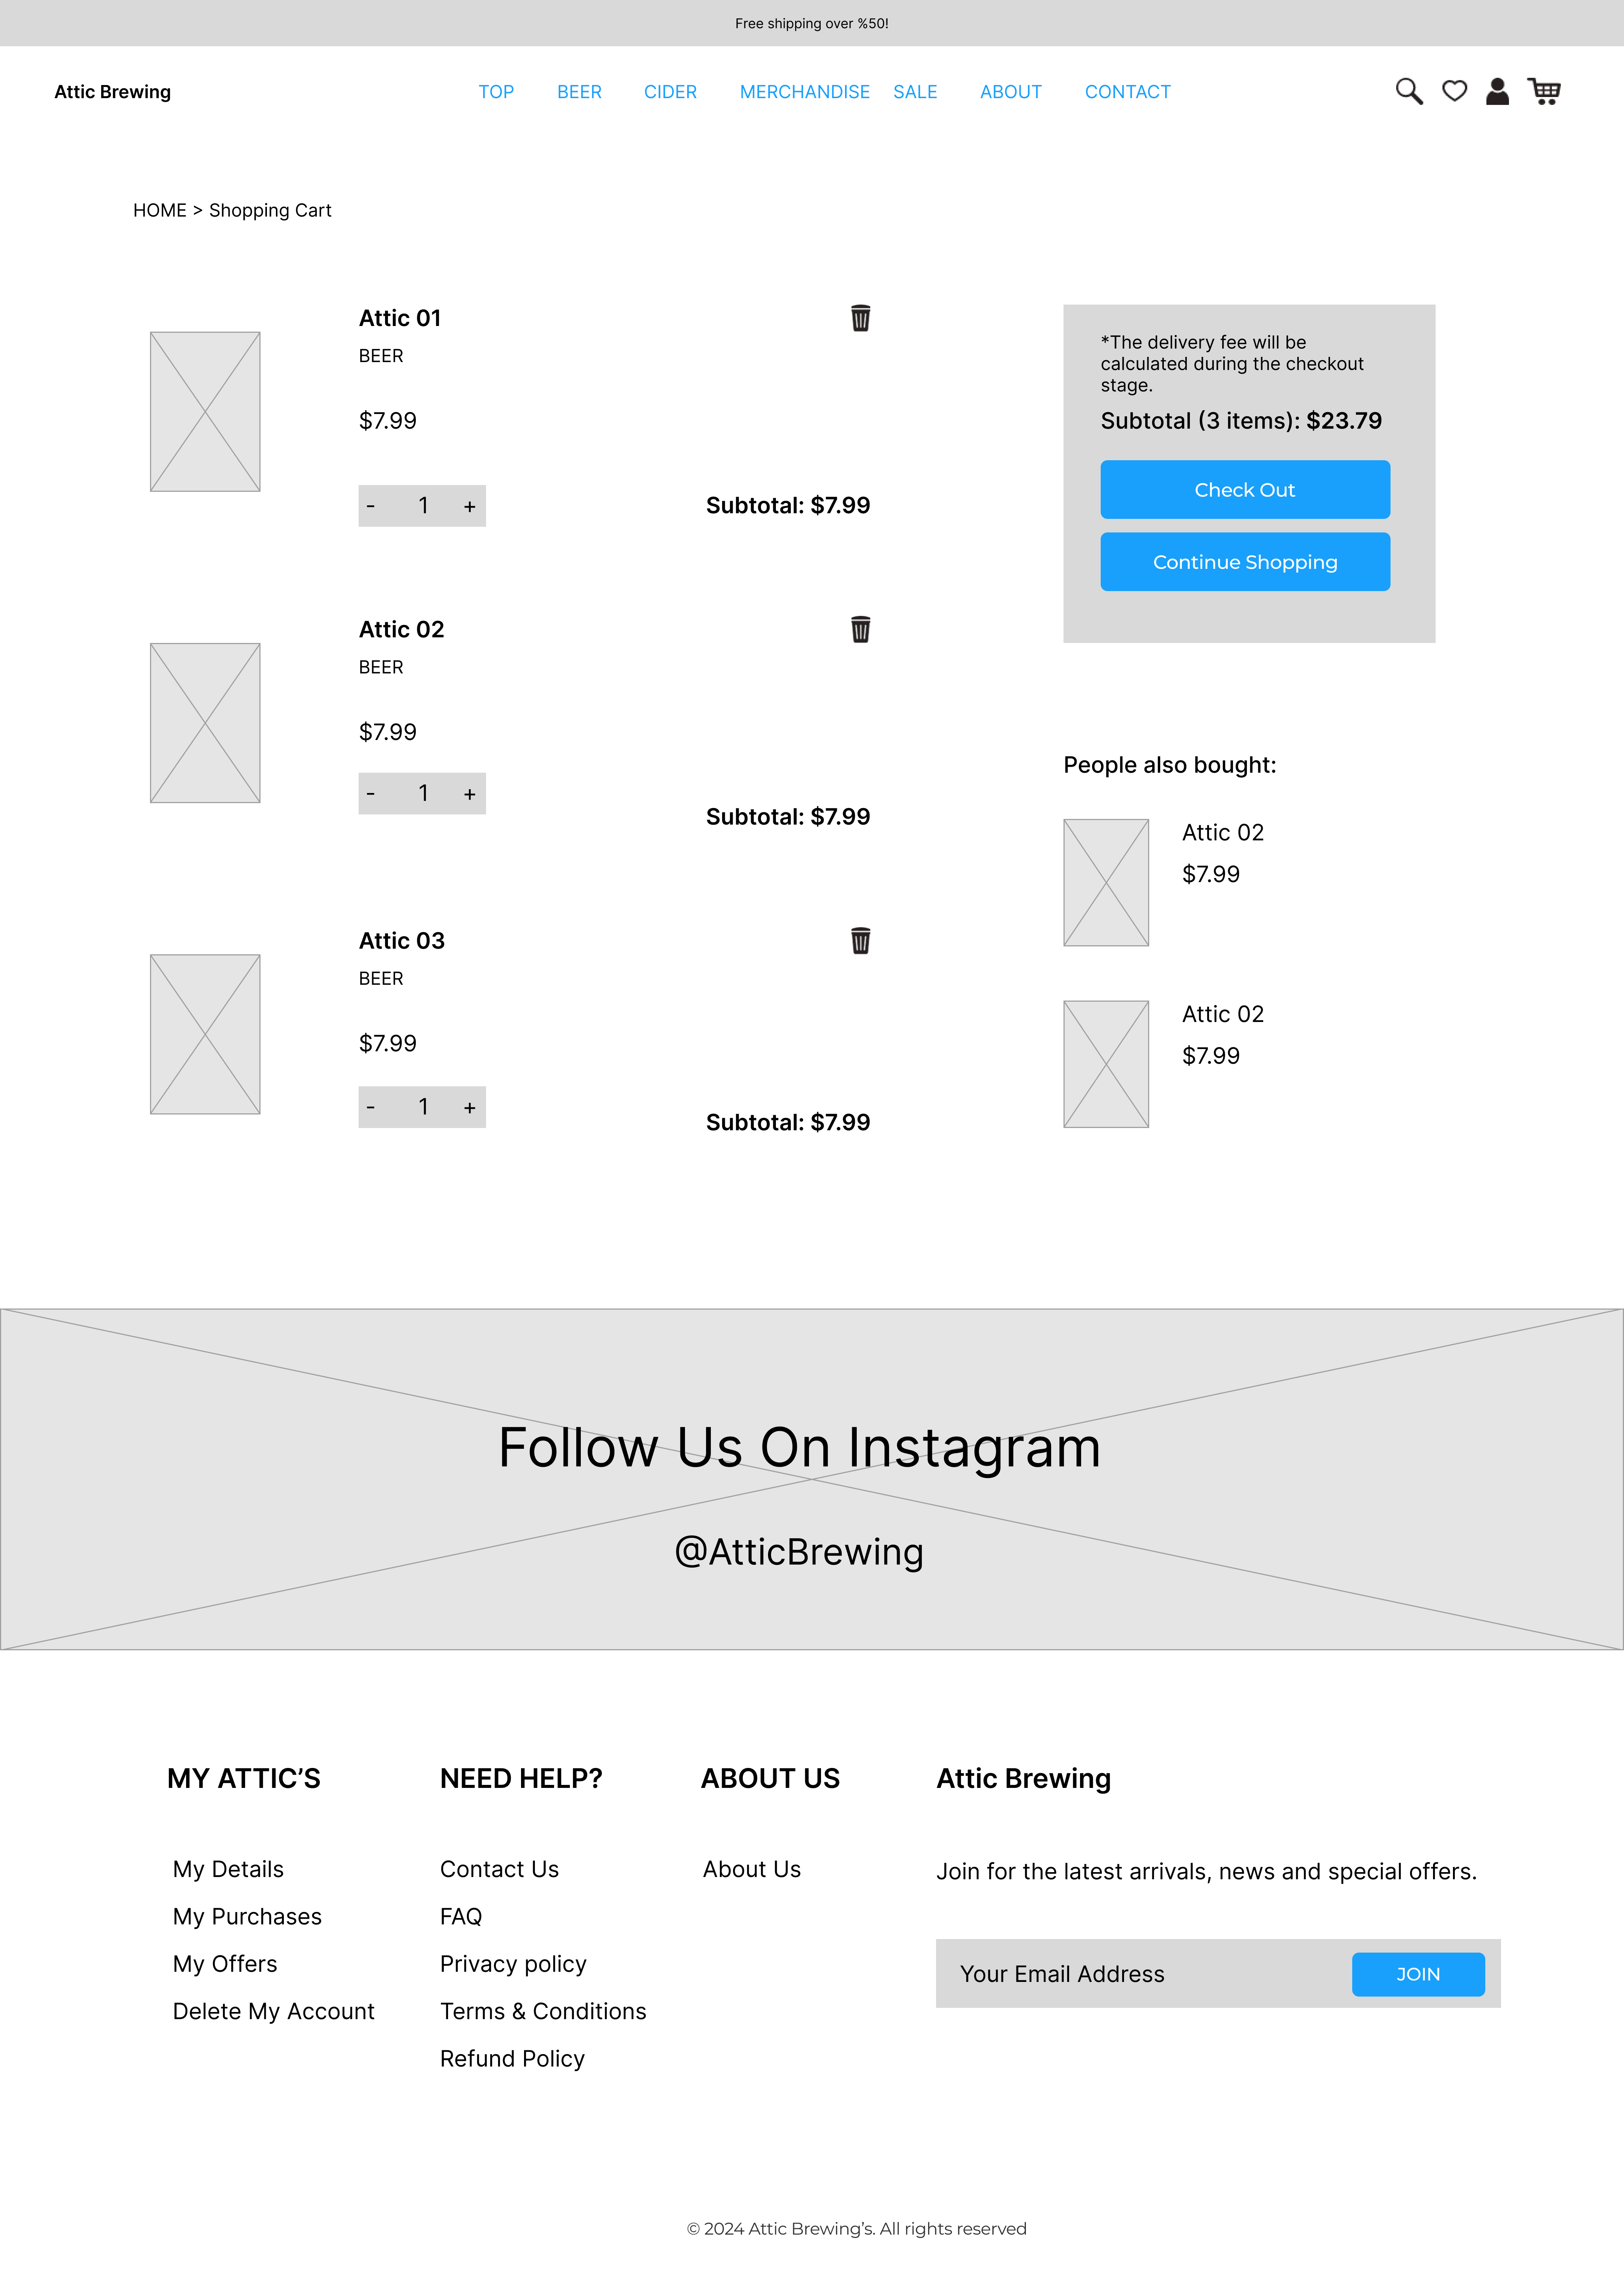 Free shipping over %50!
Attic Brewing
TOP BEER CIDER MERCHANDISE SALE ABOUT CONTACT
HOME > Shopping Cart
Attic 01
BEER
$7.99
- 1 +
Subtotal: $7.99
Attic 02
BEER
$7.99
- 1 +
Subtotal: $7.99
Attic 03
BEER
$7.99
- 1 +
Subtotal: $7.99
*The delivery fee will be
calculated during the checkout
stage.
Subtotal (3 items): $23.79
Check Out
Continue Shopping
People also bought:
Attic 02
$7.99
Attic 02
$7.99
Follow Us On Instagram
@AtticBrewing
MY ATTIC’S
My Details
My Purchases
My Offers
Delete My Account
NEED HELP?
Contact Us
FAQ
Privacy policy
Terms & Conditions
Refund Policy
ABOUT US
About Us
Attic Brewing
Join for the latest arrivals, news and special offers.
Your Email Address
JOIN
© 2024 Attic Brewing’s. All rights reserved